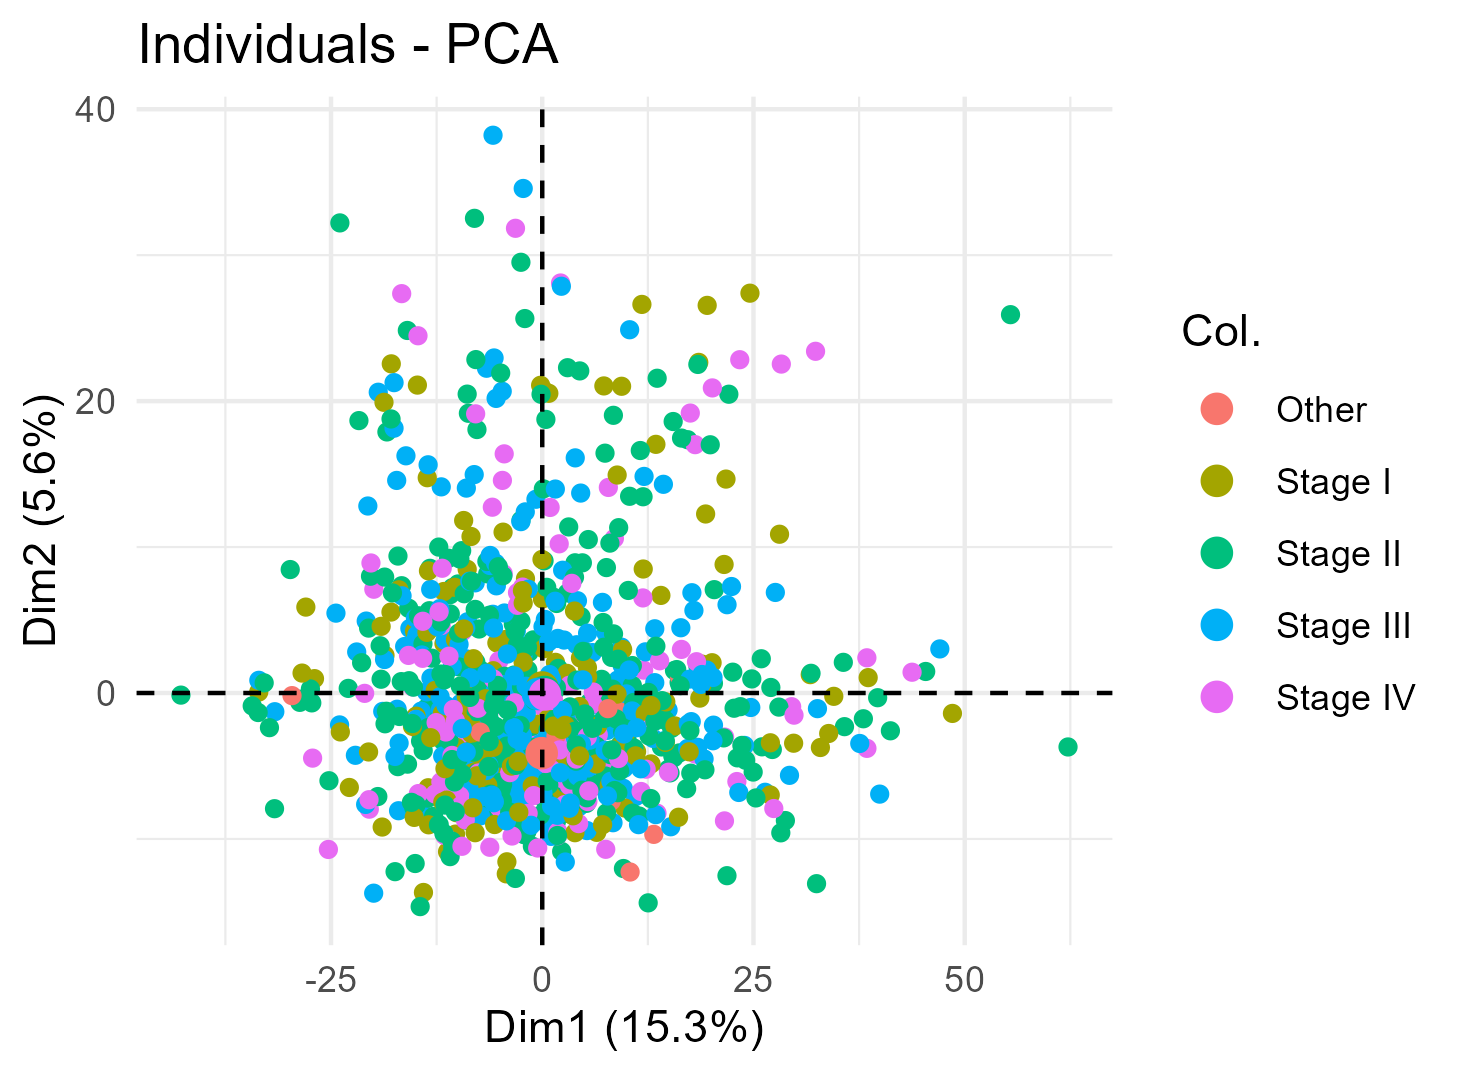 Individuals - PCA
40
20
0
-25
0
25
50
Dim2 (5.6%)
Dim1 (15.3%)
Col.
Other
Stage I
Stage II
Stage III
Stage IV